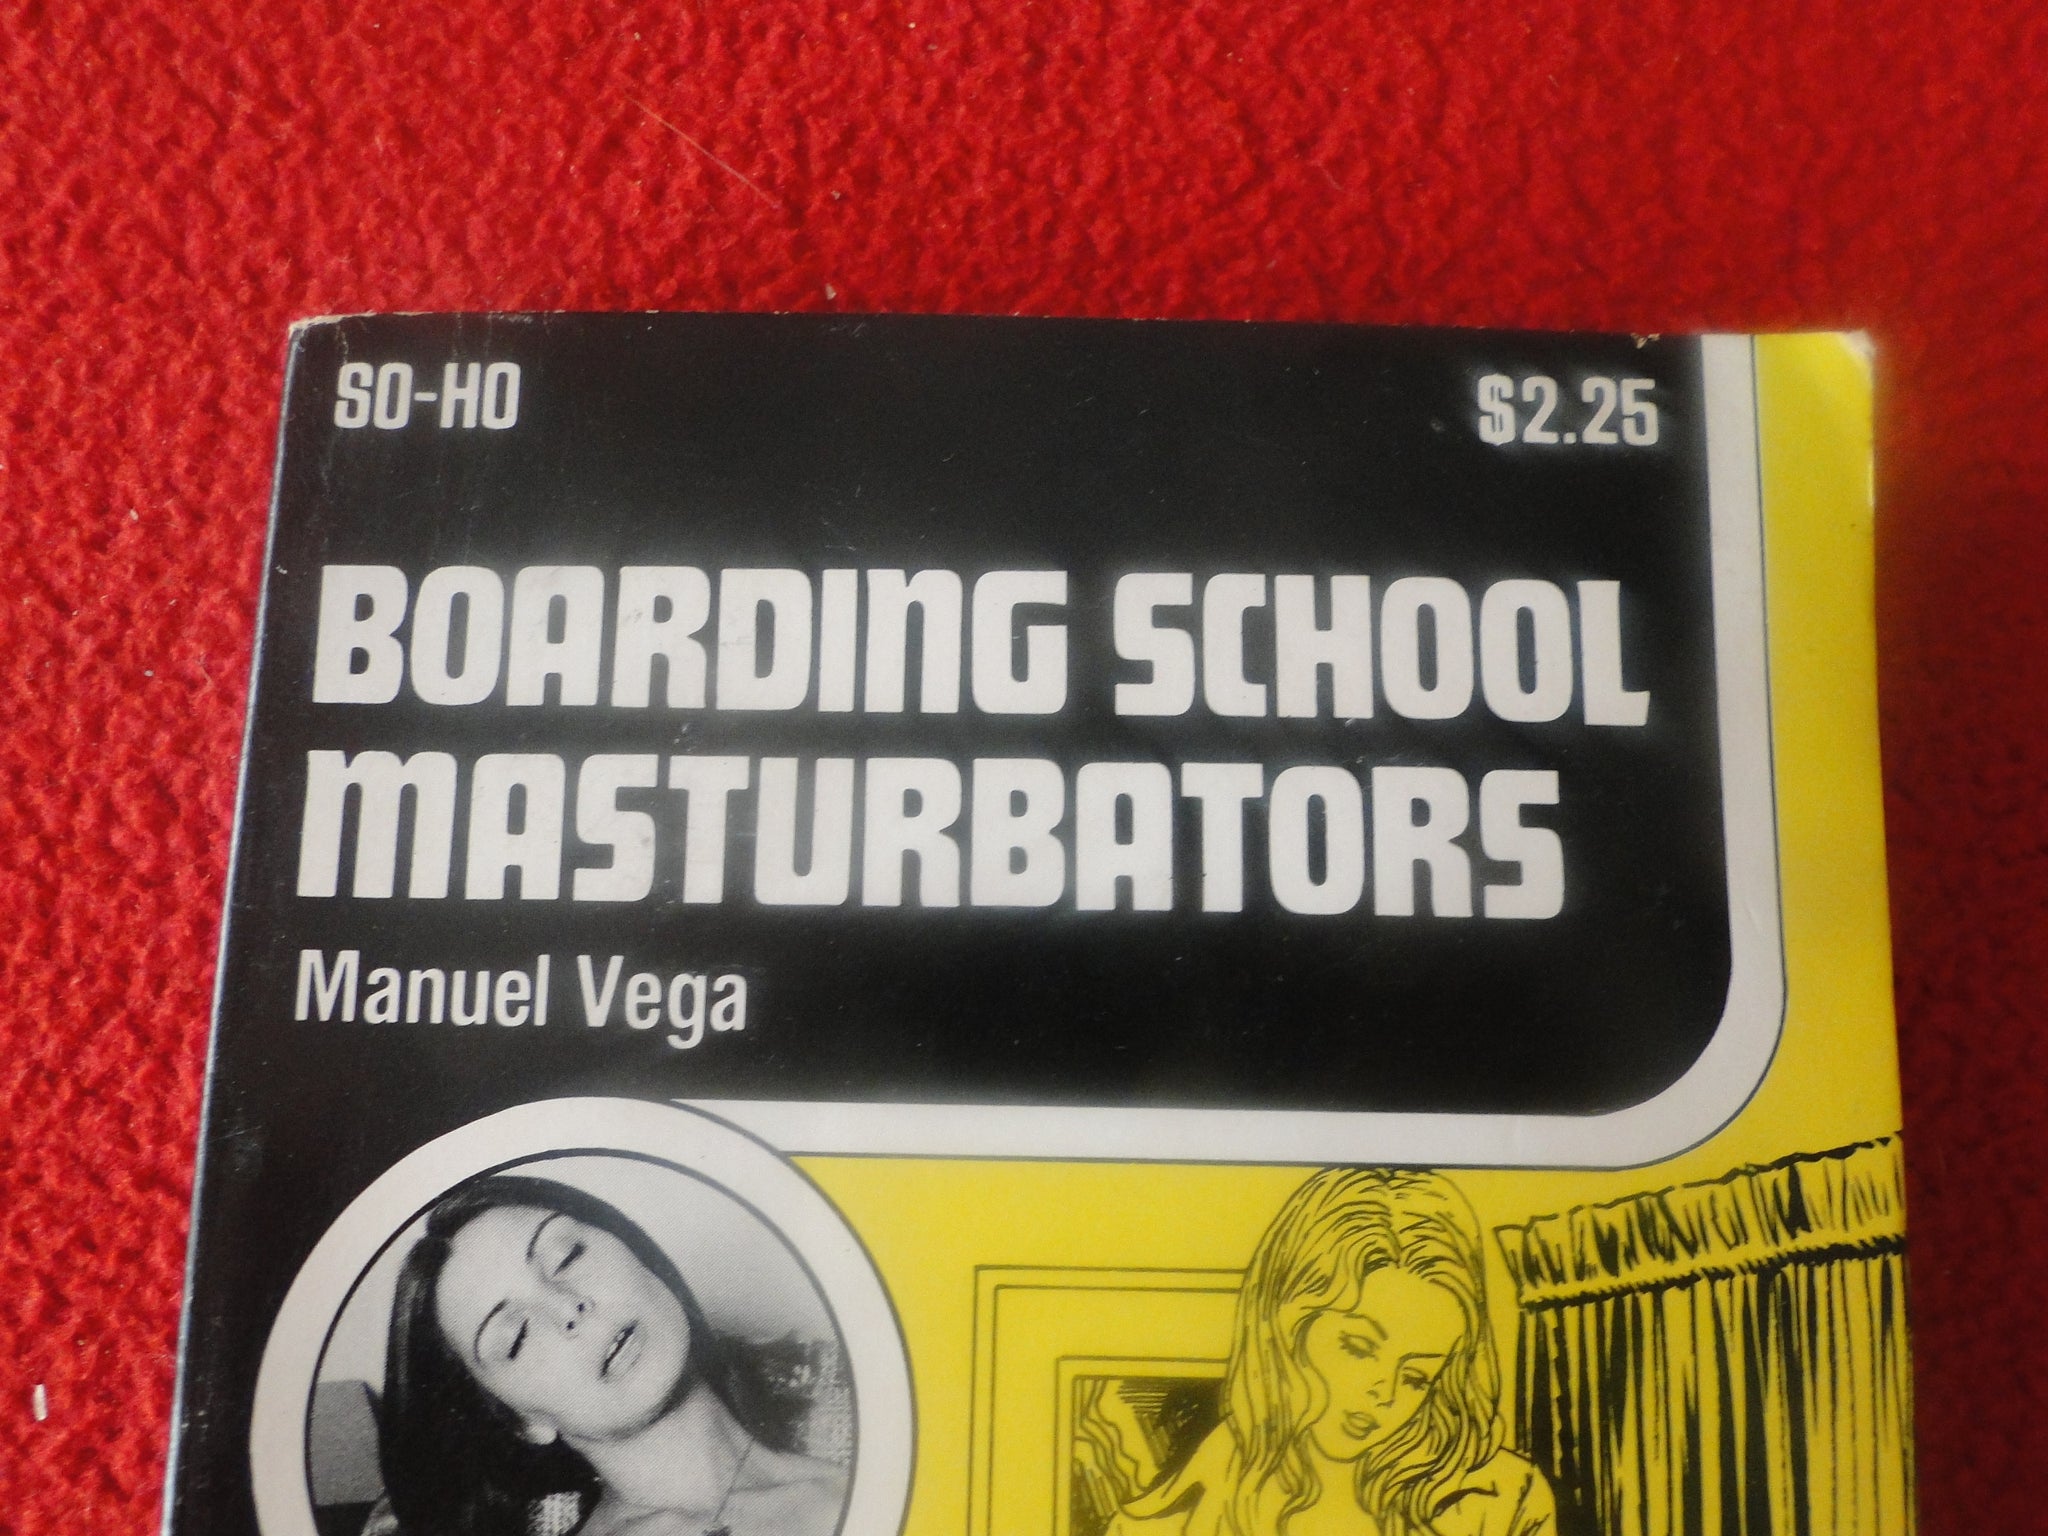 SO-HO
$2.25
BOARDING SCHOOL
MASTURBATORS
Manuel Vega